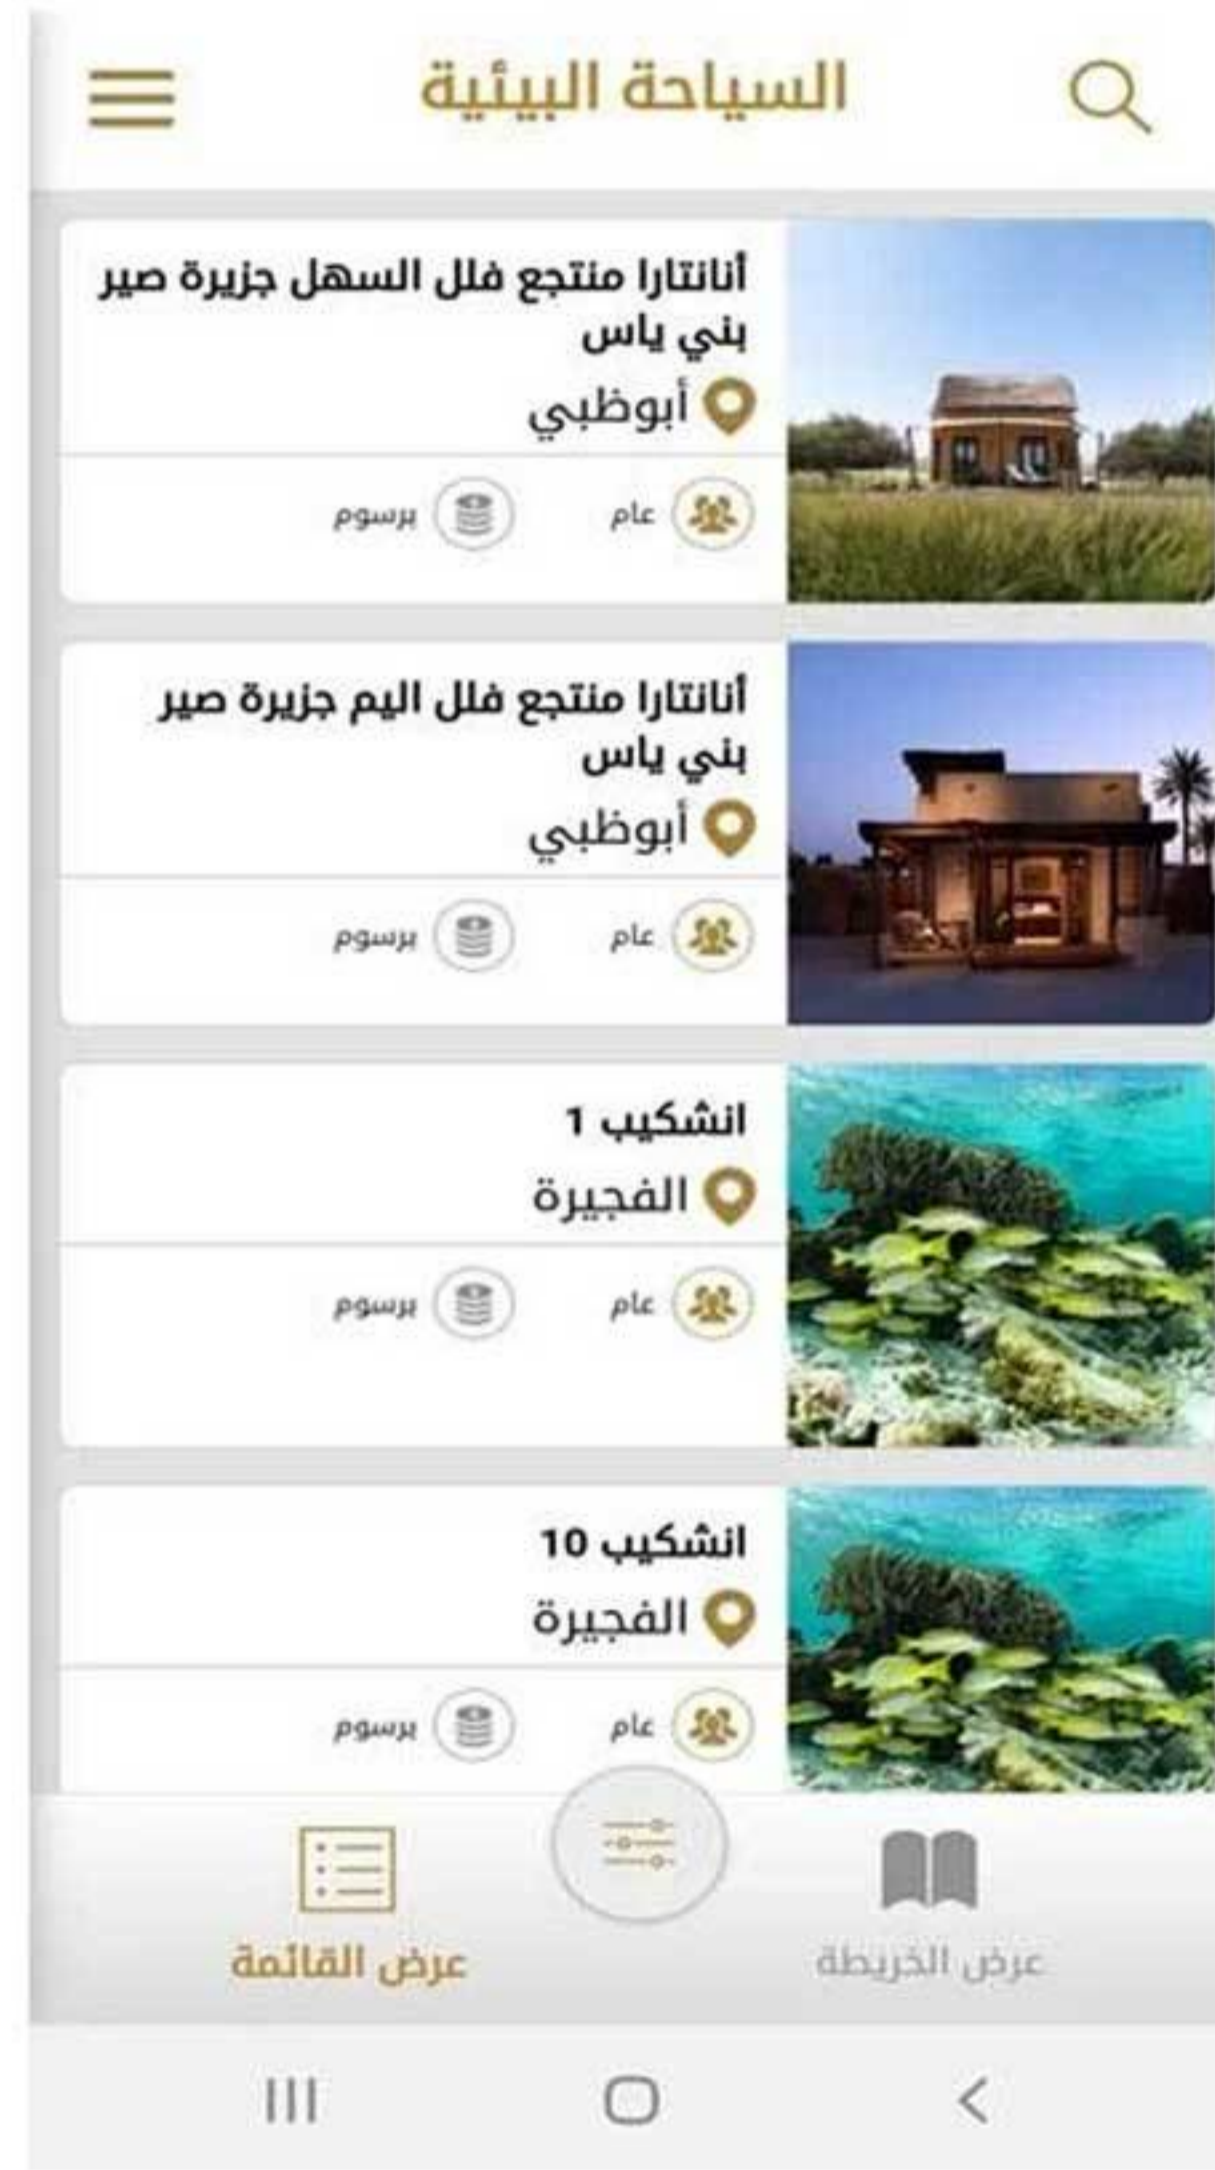 السياحة البيئية
أنانتارا منتجع فلل السهل جزيرة صير
بني ياس
أبوظبي
عام
برسوم
أنانتارا منتجع فلل اليم جزيرة صير
بني ياس
أبوظبي
عام
برسوم
انشكيب 1
الفجيرة
عام
برسوم
انشكيب 10
الفجيرة
عام
برسوم
عرض الخريطة
عرض القائمة